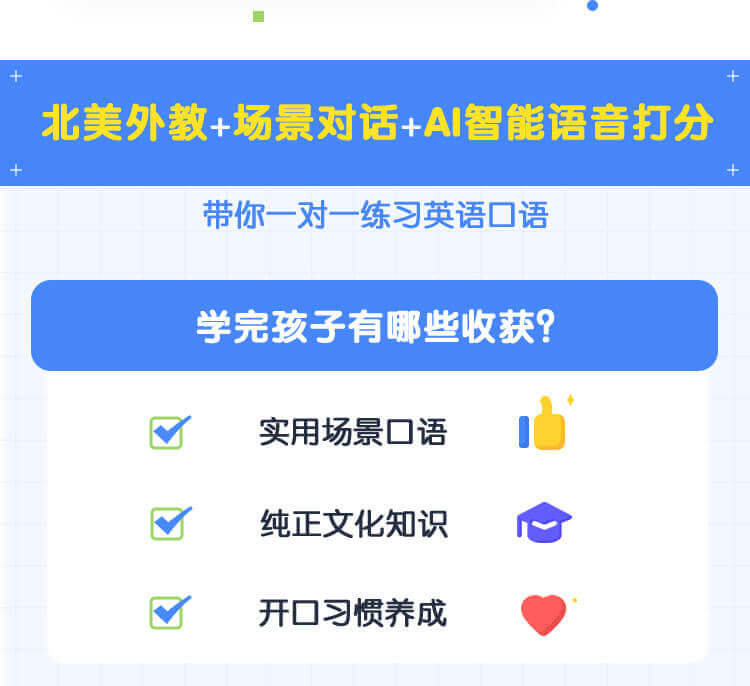 北美外教+场景对话+AI智能语音打分
带你一对一练习英语口语
学完孩子有哪些收获?
实用场景口语
纯正文化知识
开口习惯养成